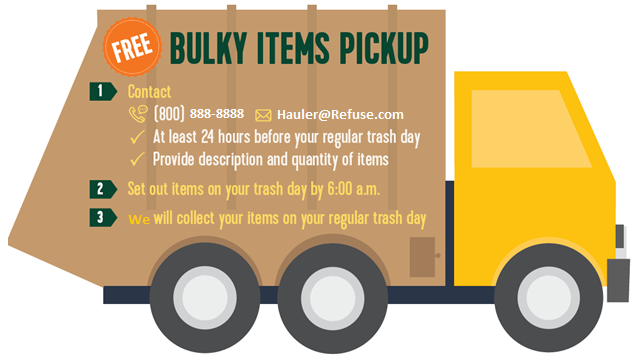 FREE
BULKY ITEMS PICKUP
1 Contact
(800) 888-8888 Hauler@Refuse.com
At least 24 hours before your regular trash day
Provide description and quantity of items
2 Set out items on your trash day by 6:00 a.m.
3 We will collect your items on your regular trash day